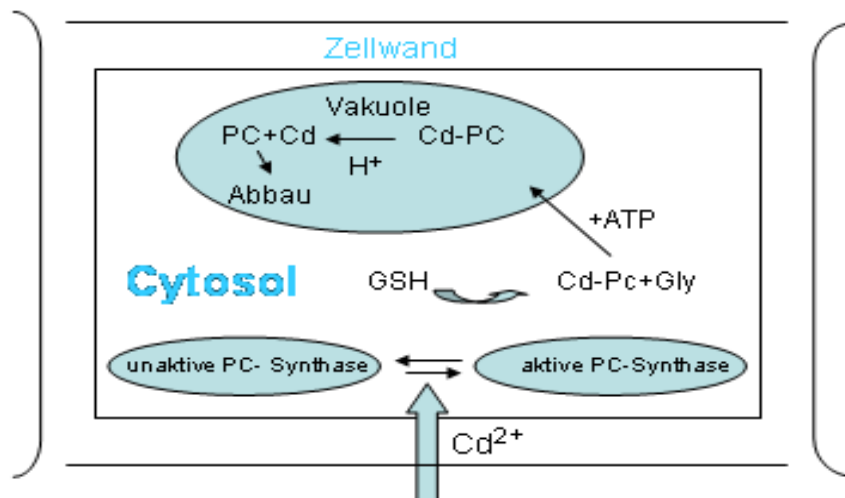 Zellwand
Vakuole
PC+Cd Cd-PC
H⁺
Abbau
+ATP
Cytosol GSH Cd-Pc+Gly
unaktive PC- Synthase aktive PC-Synthase
Cd²⁺